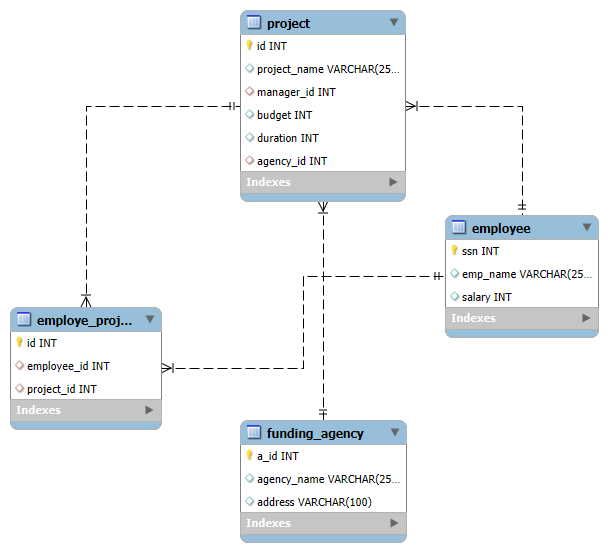 project
id INT
project_name VARCHAR(25...
manager_id INT
budget INT
duration INT
agency_id INT
Indexes
employee
ssn INT
emp_name VARCHAR(25...
salary INT
Indexes
employe_proj...
id INT
employee_id INT
project_id INT
Indexes
funding_agency
a_id INT
agency_name VARCHAR(25...
address VARCHAR(100)
Indexes